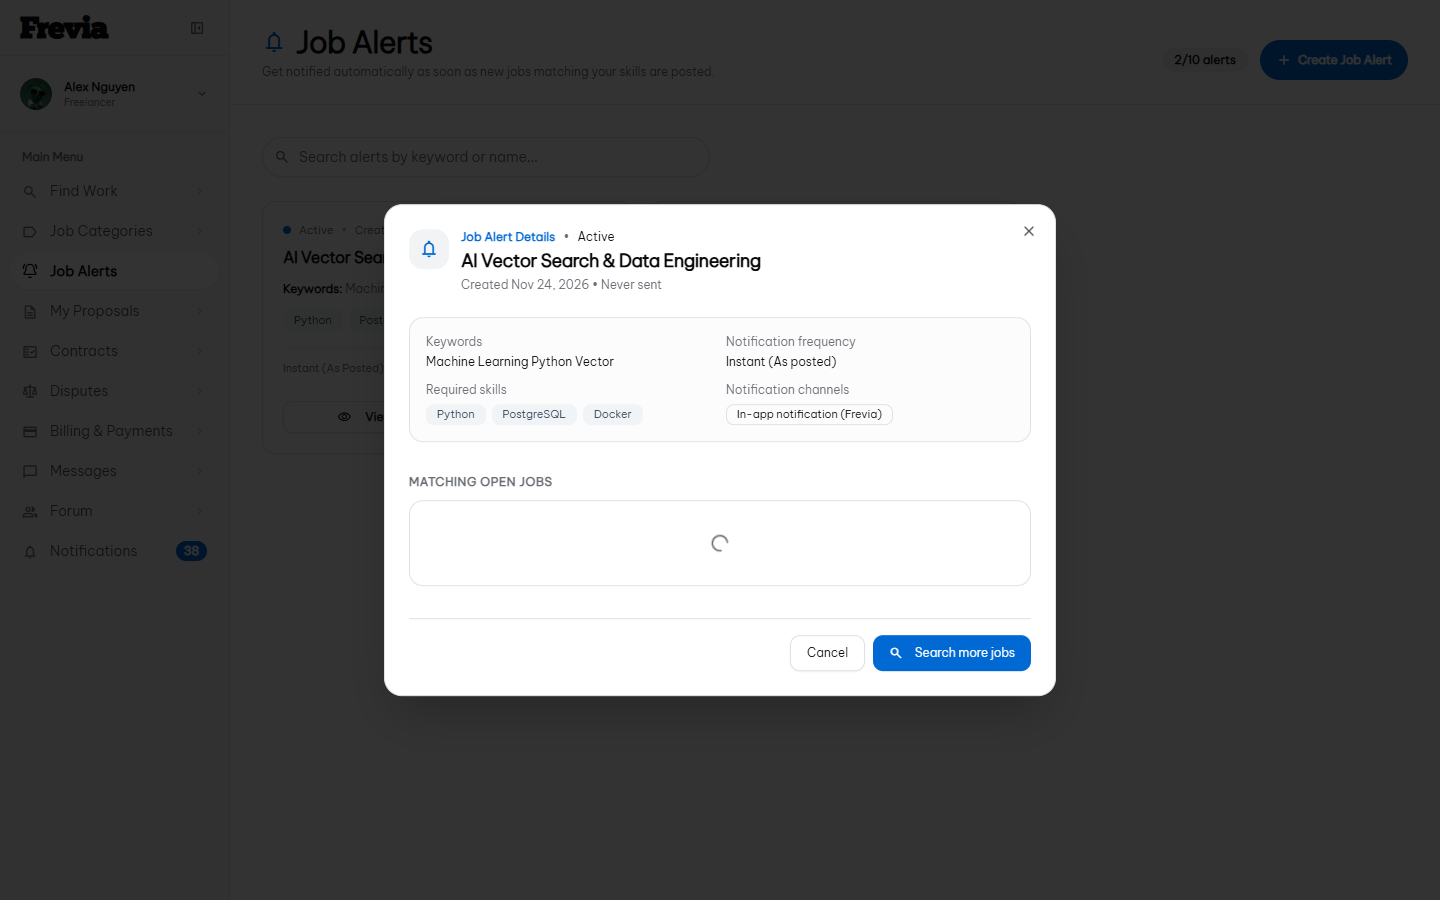 Frevia
Alex Nguyen
Freelancer
Main Menu
Find Work
Job Categories
Job Alerts
My Proposals
Contracts
Disputes
Billing & Payments
Messages
Forum
Notifications 38
Job Alerts
Get notified automatically as soon as new jobs matching your skills are posted.
2/10 alerts
Create Job Alert
Search alerts by keyword or name...
Active •
AI Vector
Keywords:
Python
Instant (As Posted)
Job Alert Details • Active
AI Vector Search & Data Engineering
Created Nov 24, 2026 • Never sent
Keywords
Machine Learning Python Vector
Notification frequency
Instant (As posted)
Required skills
Python PostgreSQL Docker
Notification channels
In-app notification (Frevia)
MATCHING OPEN JOBS
Cancel
Search more jobs